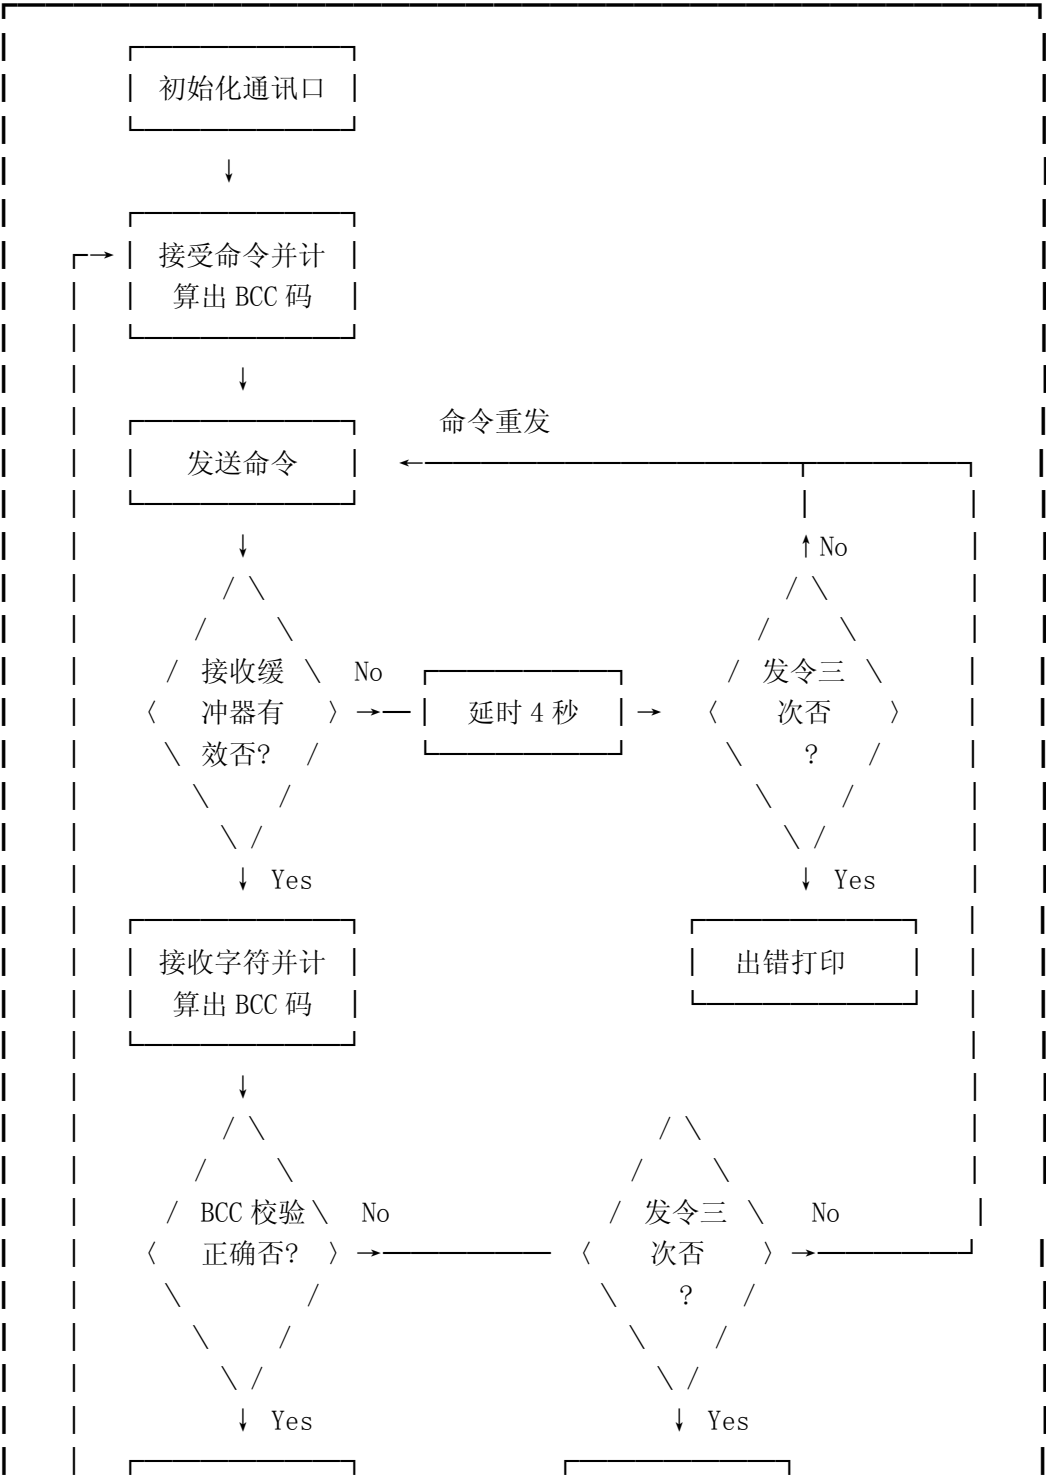 初始化通讯口
接受命令并计
算出 BCC 码
命令重发
发送命令
No
接收缓
冲器有
效否?
No
延时 4 秒
发令三
次否
?
Yes
Yes
接收字符并计
算出 BCC 码
出错打印
BCC 校验
正确否?
No
发令三
次否
?
No
Yes
Yes